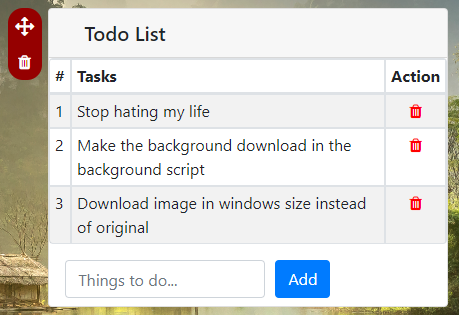 Todo List
# Tasks Action
1 Stop hating my life
2 Make the background download in the
background script
3 Download image in windows size instead
of original
Things to do...
Add